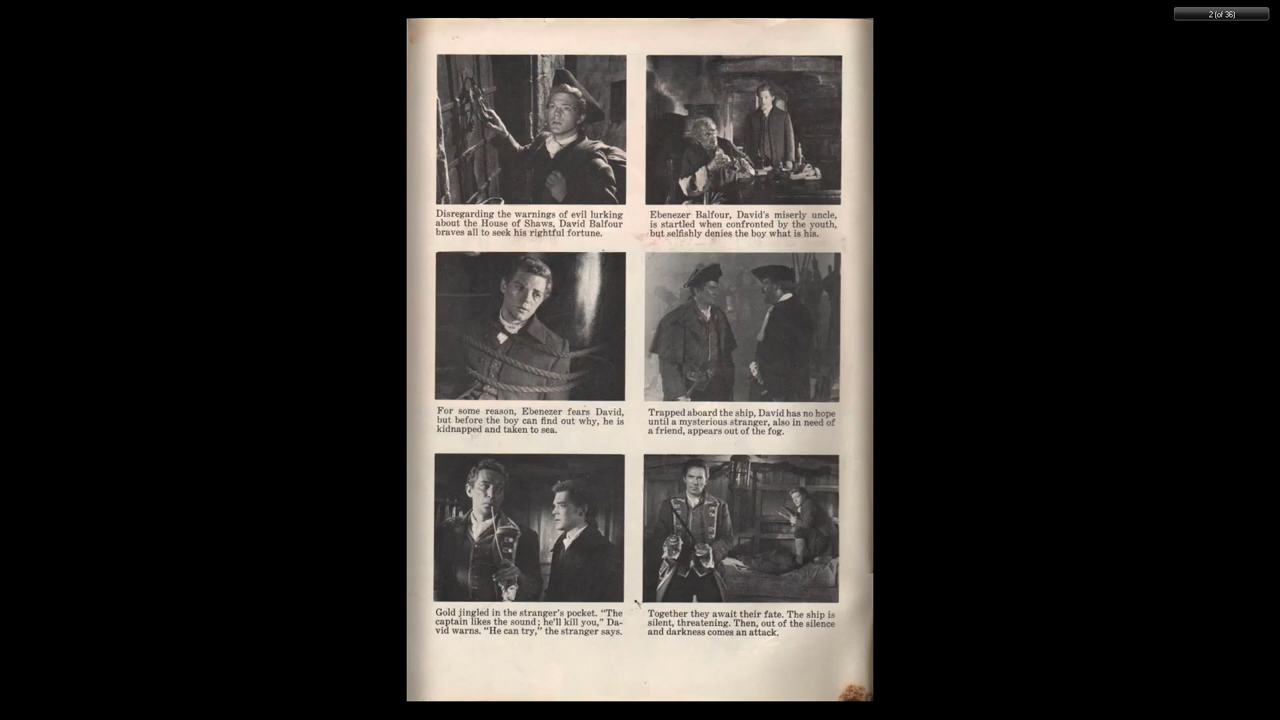 2 (of 36)
Disregarding the warnings of evil lurking
about the House of Shaws, David Balfour
braves all to seek his rightful fortune.
Ebenezer Balfour, David's miserly uncle,
is startled when confronted by the youth,
but selfishly denies the boy what is his.
For some reason, Ebenezer fears David,
but before the boy can find out why, he is
kidnapped and taken to sea.
Trapped aboard the ship, David has no hope
until a mysterious stranger, also in need of
a friend, appears out of the fog.
Gold jingled in the stranger's pocket. "The
captain likes the sound; he'll kill you," Da-
vid warns. "He can try," the stranger says.
Together they await their fate. The ship is
silent, threatening. Then, out of the silence
and darkness comes an attack.